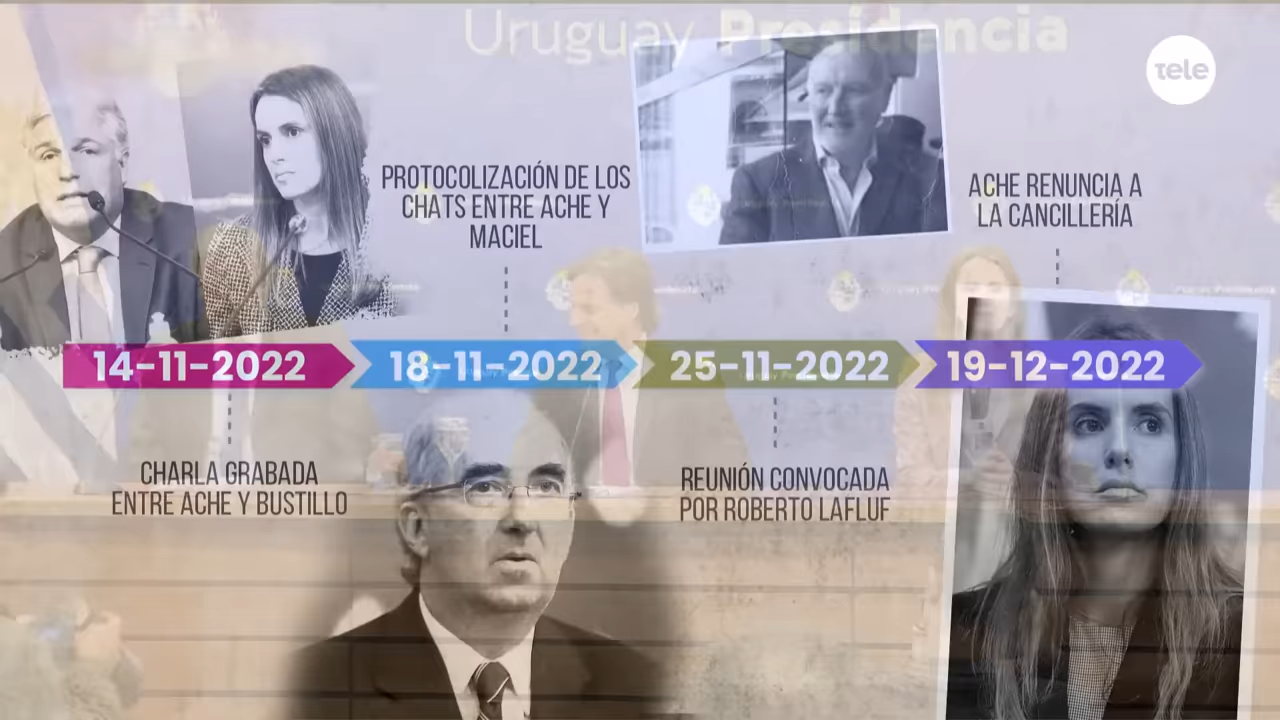 Uruguay Presidencia
tele
PROTOCOLIZACIÓN DE LOS
CHATS ENTRE ACHE Y
MACIEL
ACHE RENUNCIA A
LA CANCILLERÍA
14-11-2022
18-11-2022
25-11-2022
19-12-2022
CHARLA GRABADA
ENTRE ACHE Y BUSTILLO
REUNIÓN CONVOCADA
POR ROBERTO LAFLUF